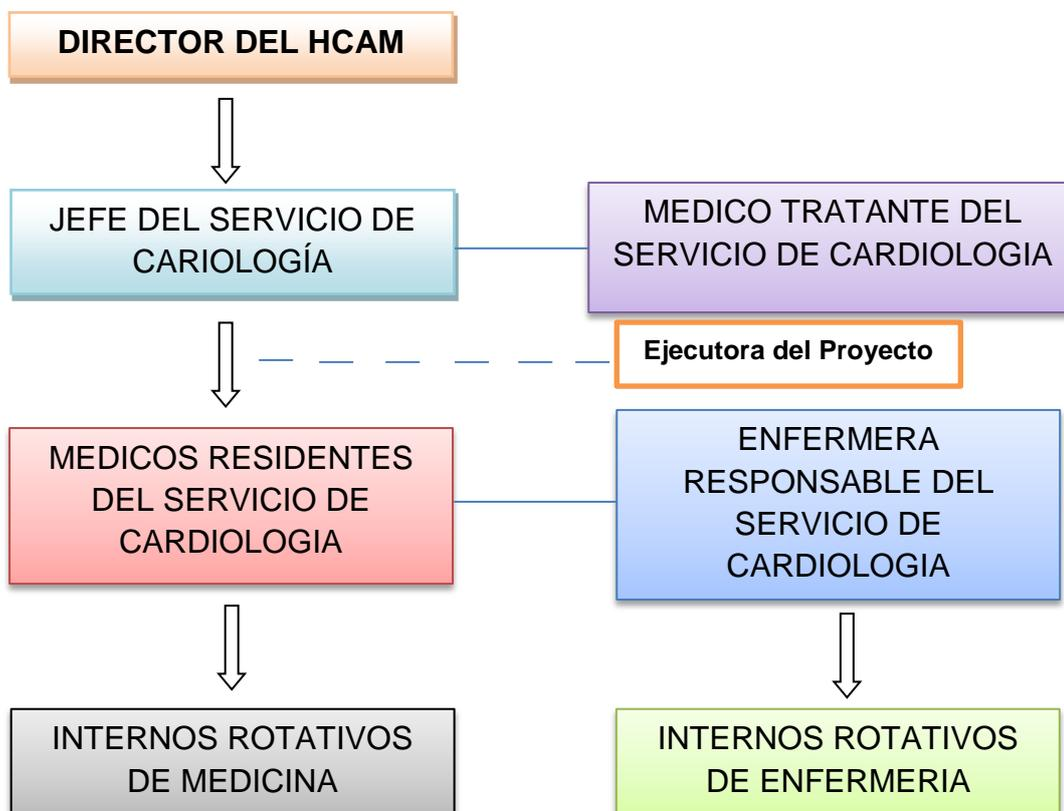 DIRECTOR DEL HCAM
JEFE DEL SERVICIO DE
CARIOLOGÍA
MEDICO TRATANTE DEL
SERVICIO DE CARDIOLOGIA
Ejecutora del Proyecto
MEDICOS RESIDENTES
DEL SERVICIO DE
CARDIOLOGIA
ENFERMERA
RESPONSABLE DEL
SERVICIO DE
CARDIOLOGIA
INTERNOS ROTATIVOS
DE MEDICINA
INTERNOS ROTATIVOS
DE ENFERMERIA